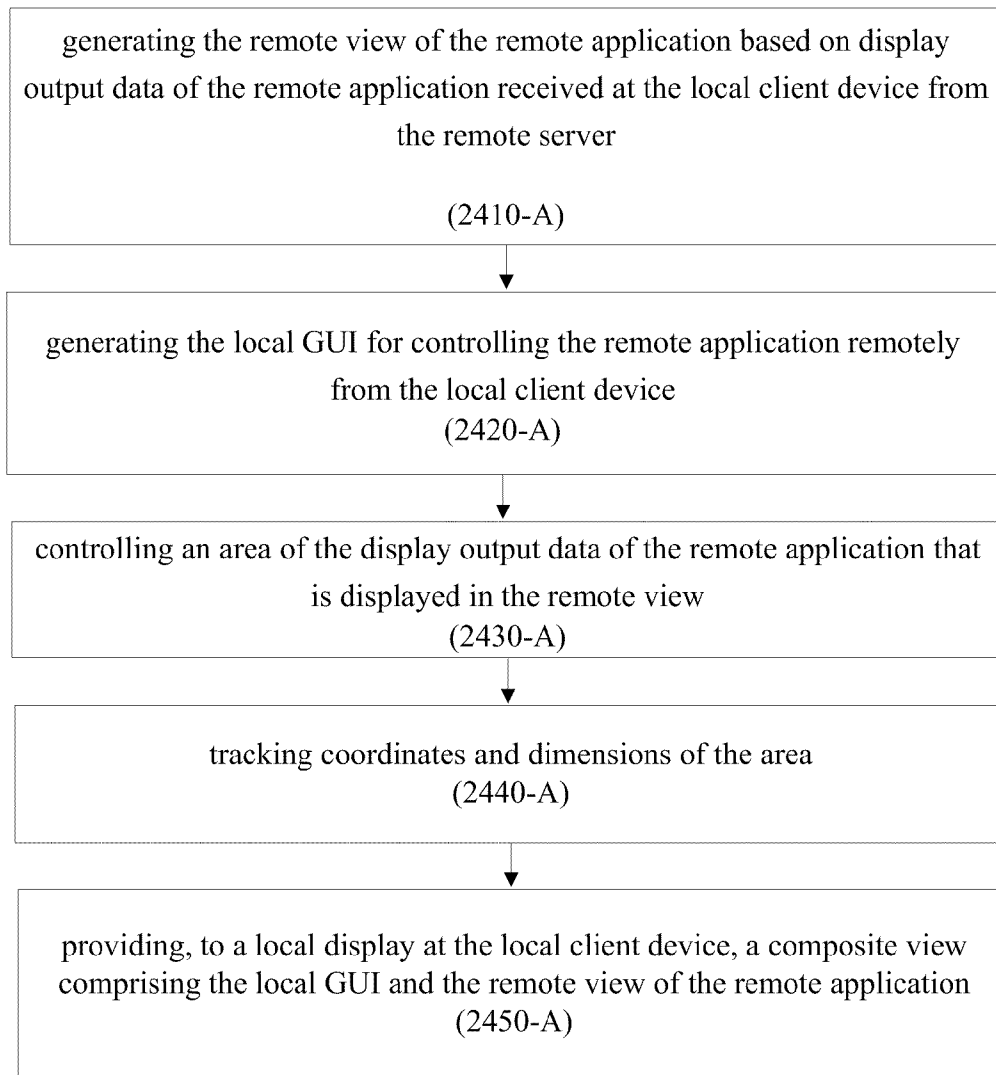 generating the remote view of the remote application based on display
output data of the remote application received at the local client device from
the remote server
(2410-A)
generating the local GUI for controlling the remote application remotely
from the local client device
(2420-A)
controlling an area of the display output data of the remote application that
is displayed in the remote view
(2430-A)
tracking coordinates and dimensions of the area
(2440-A)
providing, to a local display at the local client device, a composite view
comprising the local GUI and the remote view of the remote application
(2450-A)